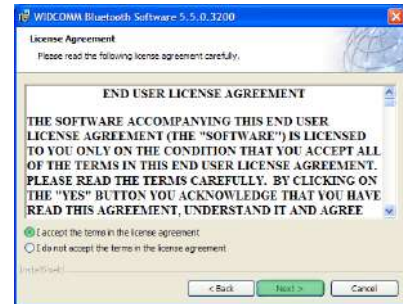 WIDCOMM Bluetooth Software 5.5.0.3200
License Agreement
Please read the following license agreement carefully.
END USER LICENSE AGREEMENT
THE SOFTWARE ACCOMPANYING THIS END USER
LICENSE AGREEMENT (THE "SOFTWARE") IS LICENSED
TO YOU ONLY ON THE CONDITION THAT YOU ACCEPT ALL
OF THE TERMS IN THIS END USER LICENSE AGREEMENT.
PLEASE READ THE TERMS CAREFULLY. BY CLICKING ON
THE "YES" BUTTON YOU ACKNOWLEDGE THAT YOU HAVE
READ THIS AGREEMENT, UNDERSTAND IT AND AGREE
I accept the terms in the license agreement
I do not accept the terms in the license agreement
InstallShield
< Back Next > Cancel